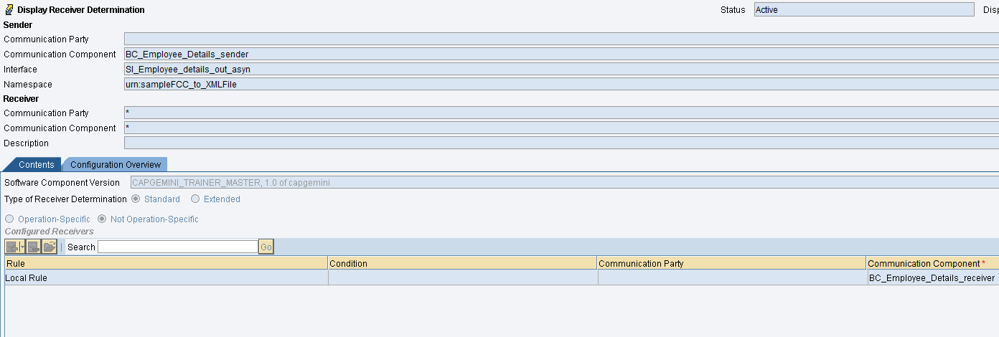 Display Receiver Determination Status Active Disp
Sender
Communication Party
Communication Component BC_Employee_Details_sender
Interface SI_Employee_details_out_asyn
Namespace urn:sampleFCC_to_XMLFile
Receiver
Communication Party *
Communication Component *
Description
Contents Configuration Overview
Software Component Version CAPGEMINI_TRAINER_MASTER, 1.0 of capgemini
Type of Receiver Determination Standard Extended
Operation-Specific Not Operation-Specific
Configured Receivers
Search Go
Rule Condition Communication Party Communication Component *
Local Rule BC_Employee_Details_receiver